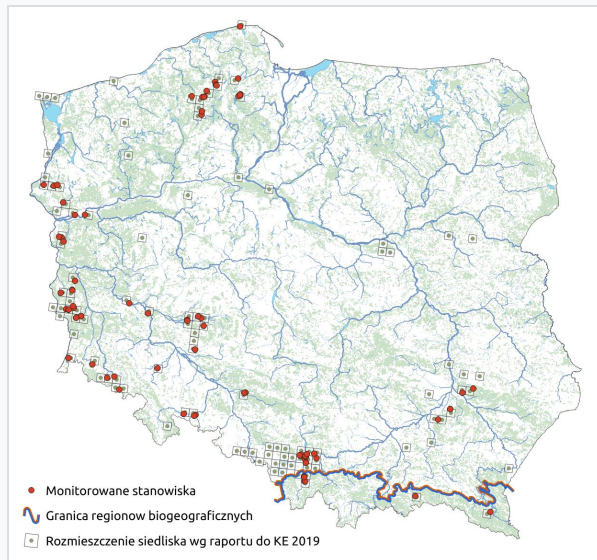 Monitorowane stanowiska
Granica regionow biogeograficznych
Rozmieszczenie siedliska wg raportu do KE 2019